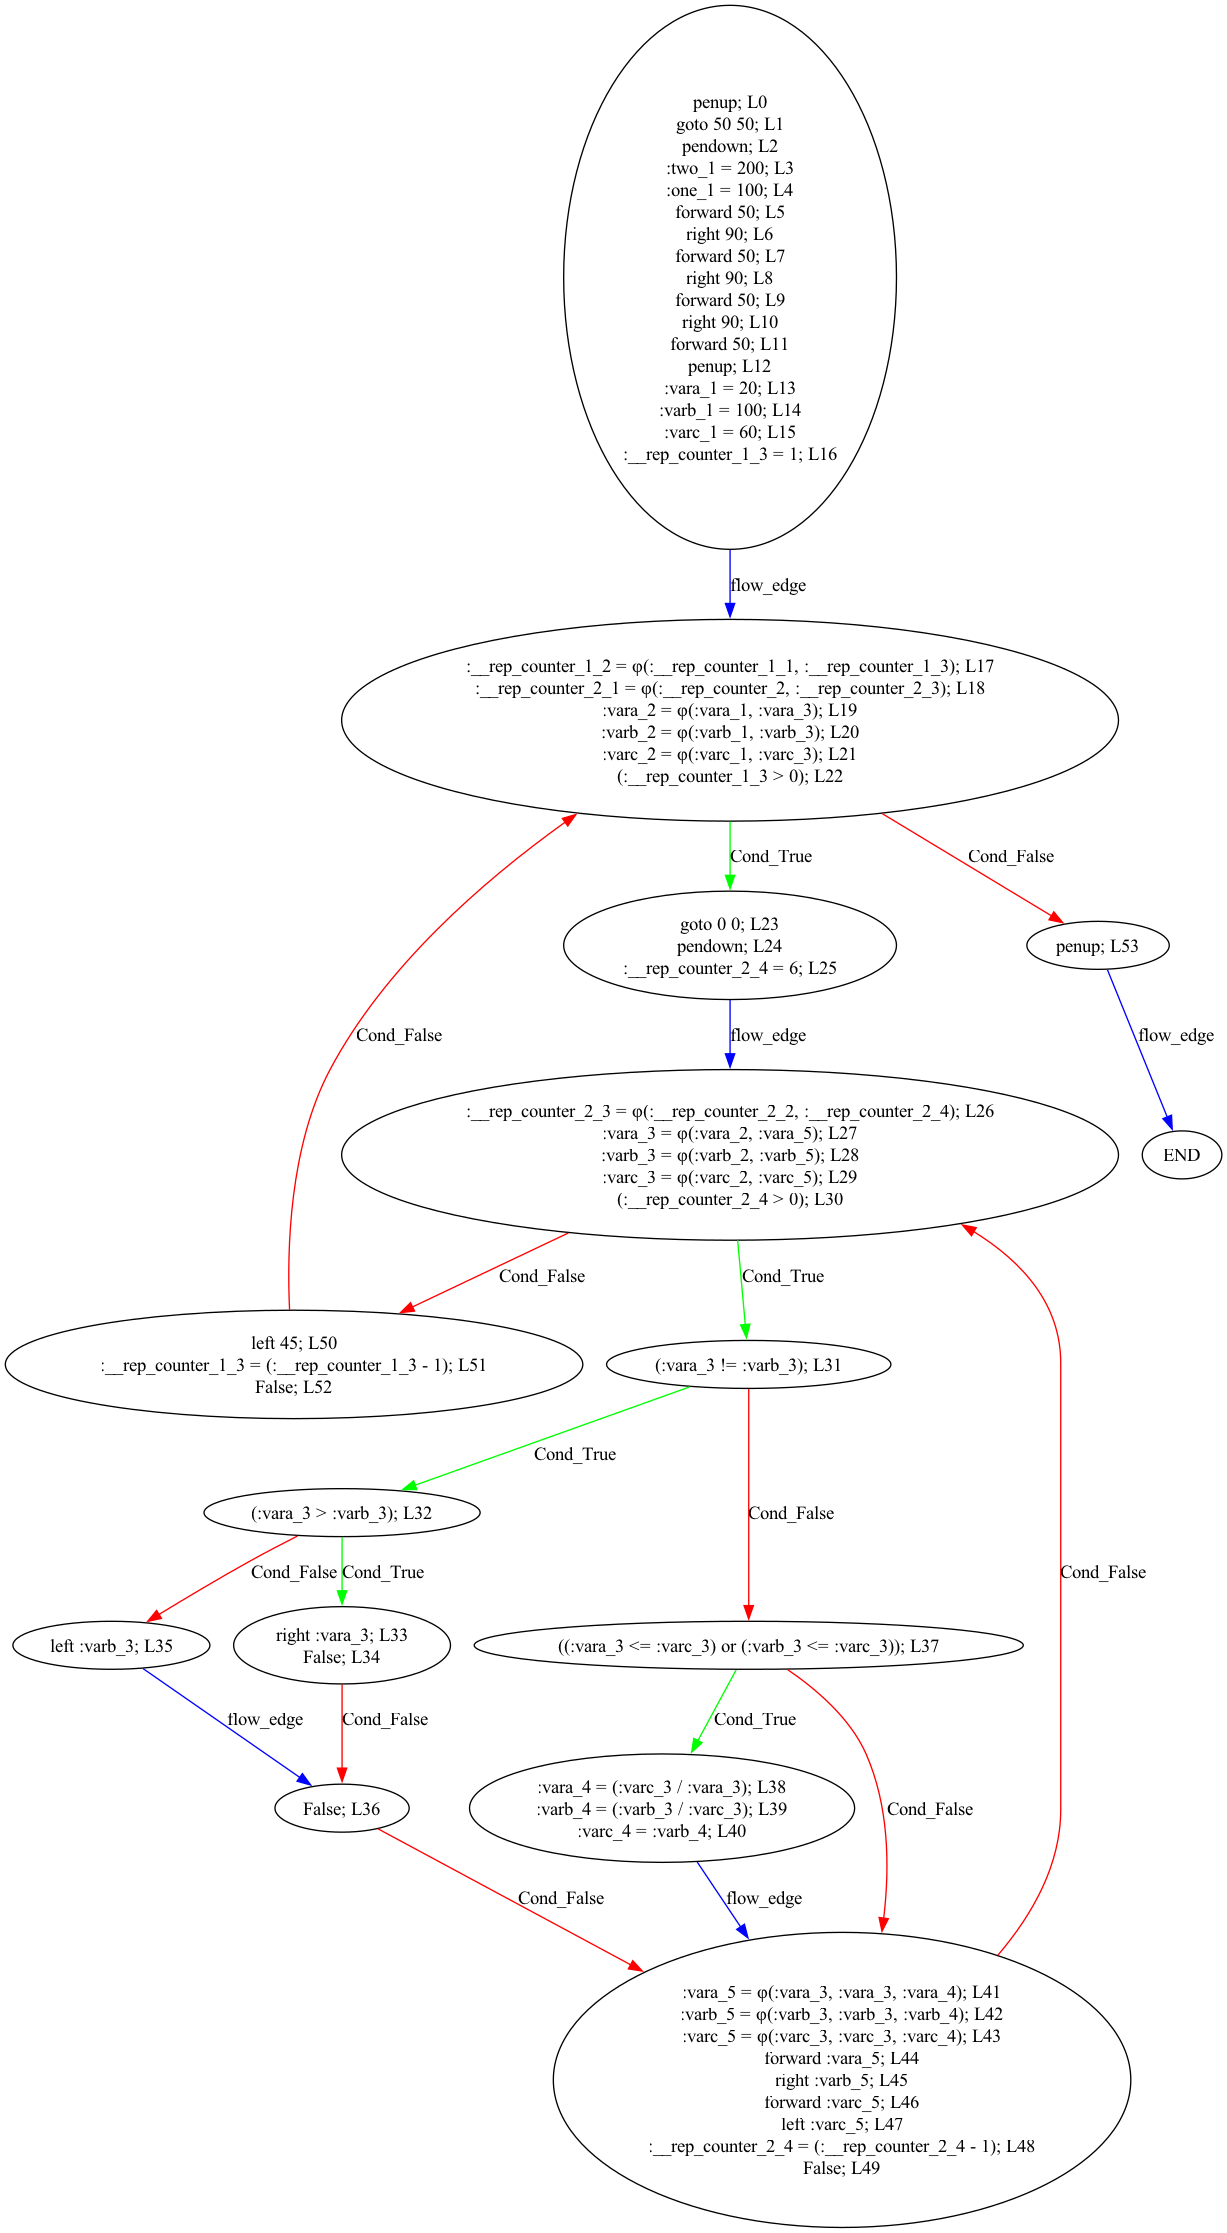 penup; L0
goto 50 50; L1
pendown; L2
:two_1 = 200; L3
:one_1 = 100; L4
forward 50; L5
right 90; L6
forward 50; L7
right 90; L8
forward 50; L9
right 90; L10
forward 50; L11
penup; L12
:vara_1 = 20; L13
:varb_1 = 100; L14
:varc_1 = 60; L15
:__rep_counter_1_3 = 1; L16
flow_edge
:__rep_counter_1_2 = φ(:__rep_counter_1_1, :__rep_counter_1_3); L17
:__rep_counter_2_1 = φ(:__rep_counter_2, :__rep_counter_2_3); L18
:vara_2 = φ(:vara_1, :vara_3); L19
:varb_2 = φ(:varb_1, :varb_3); L20
:varc_2 = φ(:varc_1, :varc_3); L21
(:__rep_counter_1_3 > 0); L22
Cond_True
Cond_False
goto 0 0; L23
pendown; L24
:__rep_counter_2_4 = 6; L25
penup; L53
Cond_False
flow_edge
flow_edge
:__rep_counter_2_3 = φ(:__rep_counter_2_2, :__rep_counter_2_4); L26
:vara_3 = φ(:vara_2, :vara_5); L27
:varb_3 = φ(:varb_2, :varb_5); L28
:varc_3 = φ(:varc_2, :varc_5); L29
(:__rep_counter_2_4 > 0); L30
END
Cond_False
Cond_True
left 45; L50
:__rep_counter_1_3 = (:__rep_counter_1_3 - 1); L51
False; L52
(:vara_3 != :varb_3); L31
Cond_True
(:vara_3 > :varb_3); L32
Cond_False
Cond_False
Cond_True
Cond_False
left :varb_3; L35
right :vara_3; L33
False; L34
((:vara_3 <= :varc_3) or (:varb_3 <= :varc_3)); L37
flow_edge
Cond_False
Cond_True
False; L36
:vara_4 = (:varc_3 / :vara_3); L38
:varb_4 = (:varb_3 / :varc_3); L39
:varc_4 = :varb_4; L40
Cond_False
Cond_False
flow_edge
:vara_5 = φ(:vara_3, :vara_3, :vara_4); L41
:varb_5 = φ(:varb_3, :varb_3, :varb_4); L42
:varc_5 = φ(:varc_3, :varc_3, :varc_4); L43
forward :vara_5; L44
right :varb_5; L45
forward :varc_5; L46
left :varc_5; L47
:__rep_counter_2_4 = (:__rep_counter_2_4 - 1); L48
False; L49